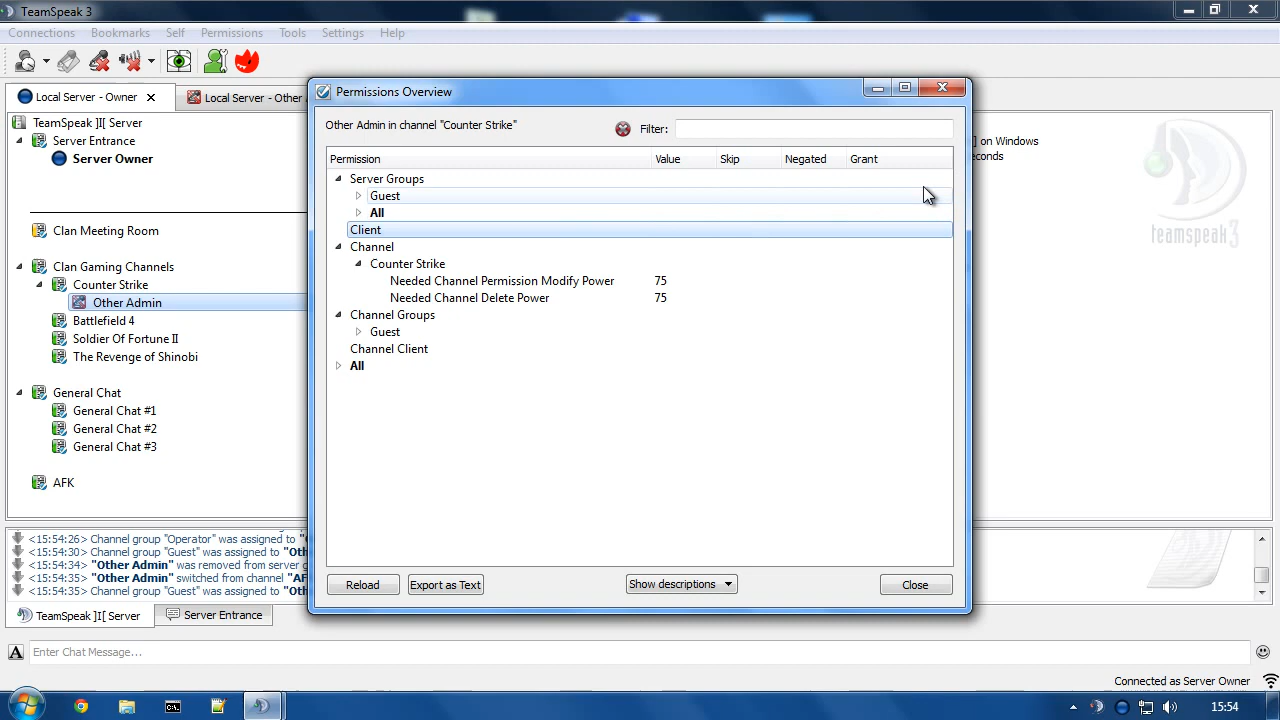 TeamSpeak 3
Connections Bookmarks Self Permissions Tools Settings Help
Local Server - Owner
Local Server - Other
TeamSpeak ]I[ Server
Server Entrance
Server Owner
Clan Meeting Room
Clan Gaming Channels
Counter Strike
Other Admin
Battlefield 4
Soldier Of Fortune II
The Revenge of Shinobi
General Chat
General Chat #1
General Chat #2
General Chat #3
AFK
Permissions Overview
Other Admin in channel "Counter Strike"
Filter:
Permission Value Skip Negated Grant
Server Groups
Guest
All
Client
Channel
Counter Strike
Needed Channel Permission Modify Power 75
Needed Channel Delete Power 75
Channel Groups
Guest
Channel Client
All
Reload Export as Text Show descriptions Close
] on Windows
teamspeak3
<15:54:26> Channel group "Operator" was assigned to
<15:54:30> Channel group "Guest" was assigned to "Oth
<15:54:34> "Other Admin" was removed from server g
<15:54:35> "Other Admin" switched from channel "AF
<15:54:35> Channel group "Guest" was assigned to "Oth
TeamSpeak ]I[ Server Server Entrance
A Enter Chat Message...
Connected as Server Owner
15:54